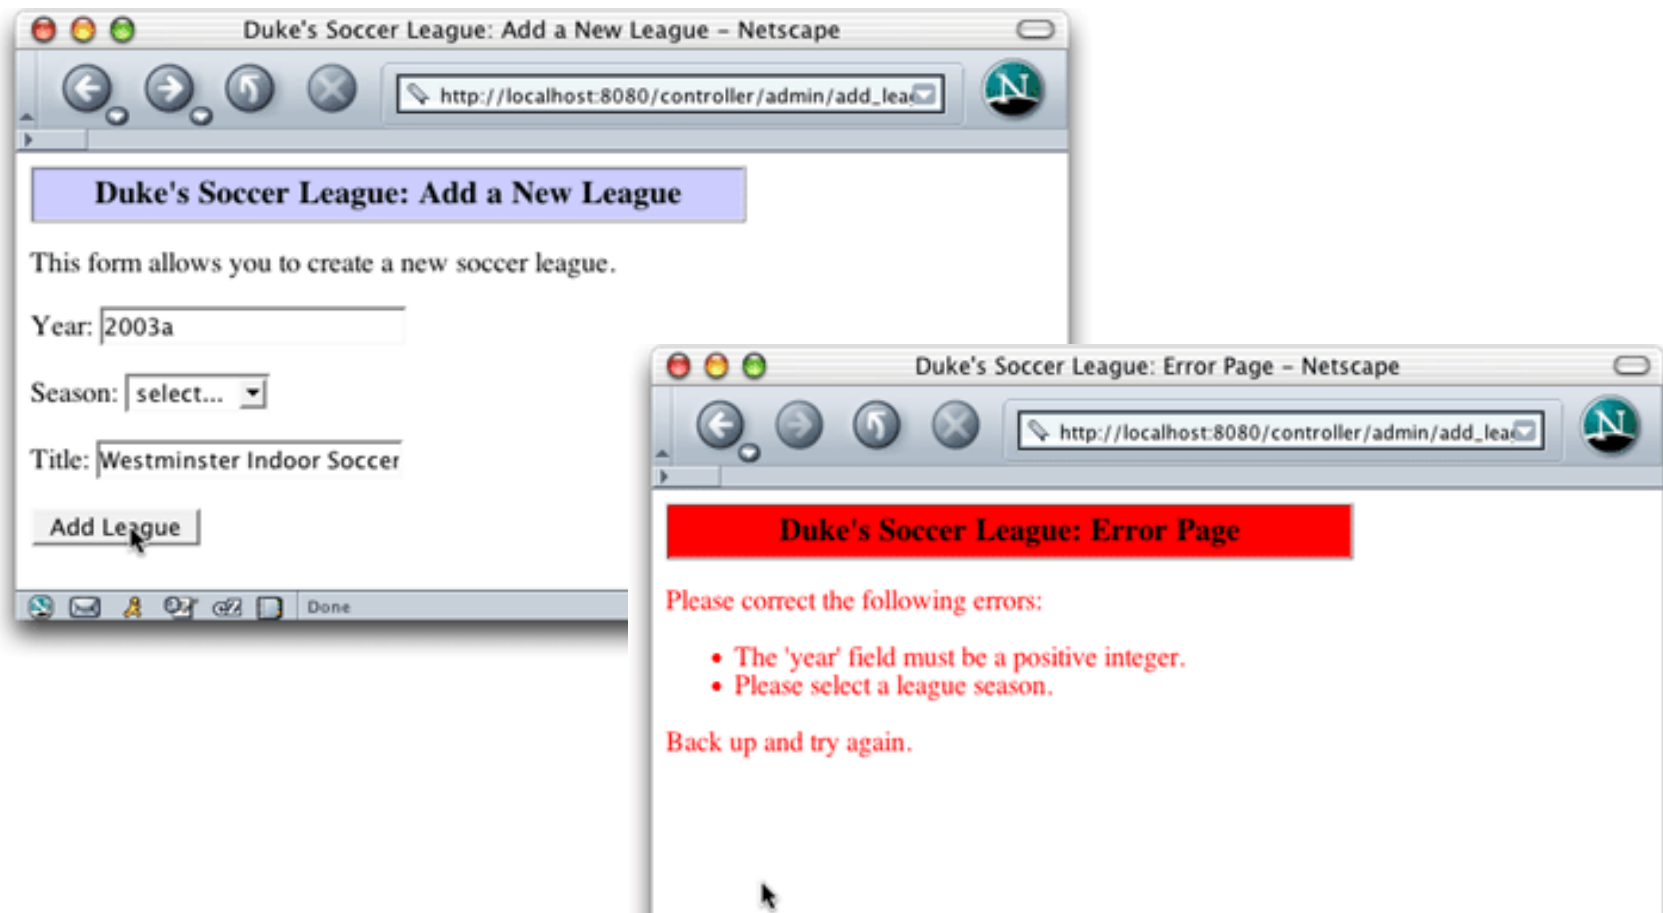 Duke's Soccer League: Add a New League – Netscape
http://localhost:8080/controller/admin/add_lea
N
Duke's Soccer League: Add a New League
This form allows you to create a new soccer league.
Year: 2003a
Season: select...
Title: Westminster Indoor Soccer
Add League
Done
Duke's Soccer League: Error Page – Netscape
http://localhost:8080/controller/admin/add_lea
N
Duke's Soccer League: Error Page
Please correct the following errors:
• The 'year' field must be a positive integer.
• Please select a league season.
Back up and try again.